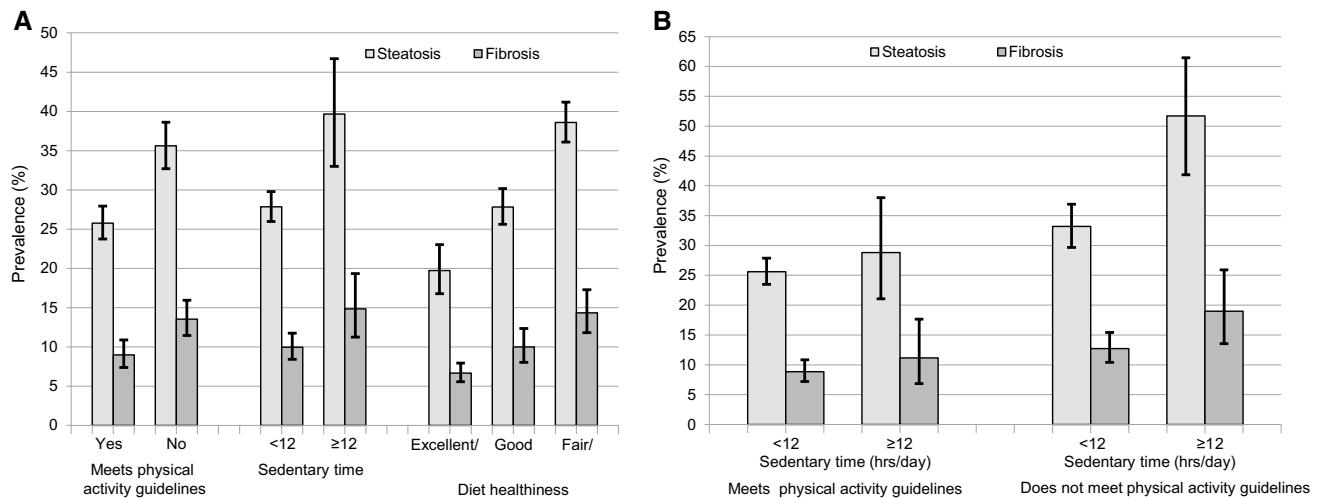 A
50
45
40
35
30
25
20
15
10
5
0
Prevalence (%)
Steatosis Fibrosis
Yes No <12 ≥12 Excellent/ Good Fair/
Meets physical
activity guidelines
Sedentary time
Diet healthiness
B
65
60
55
50
45
40
35
30
25
20
15
10
5
0
Prevalence (%)
Steatosis Fibrosis
<12 ≥12 <12 ≥12
Sedentary time (hrs/day) Sedentary time (hrs/day)
Meets physical activity guidelines Does not meet physical activity guidelines